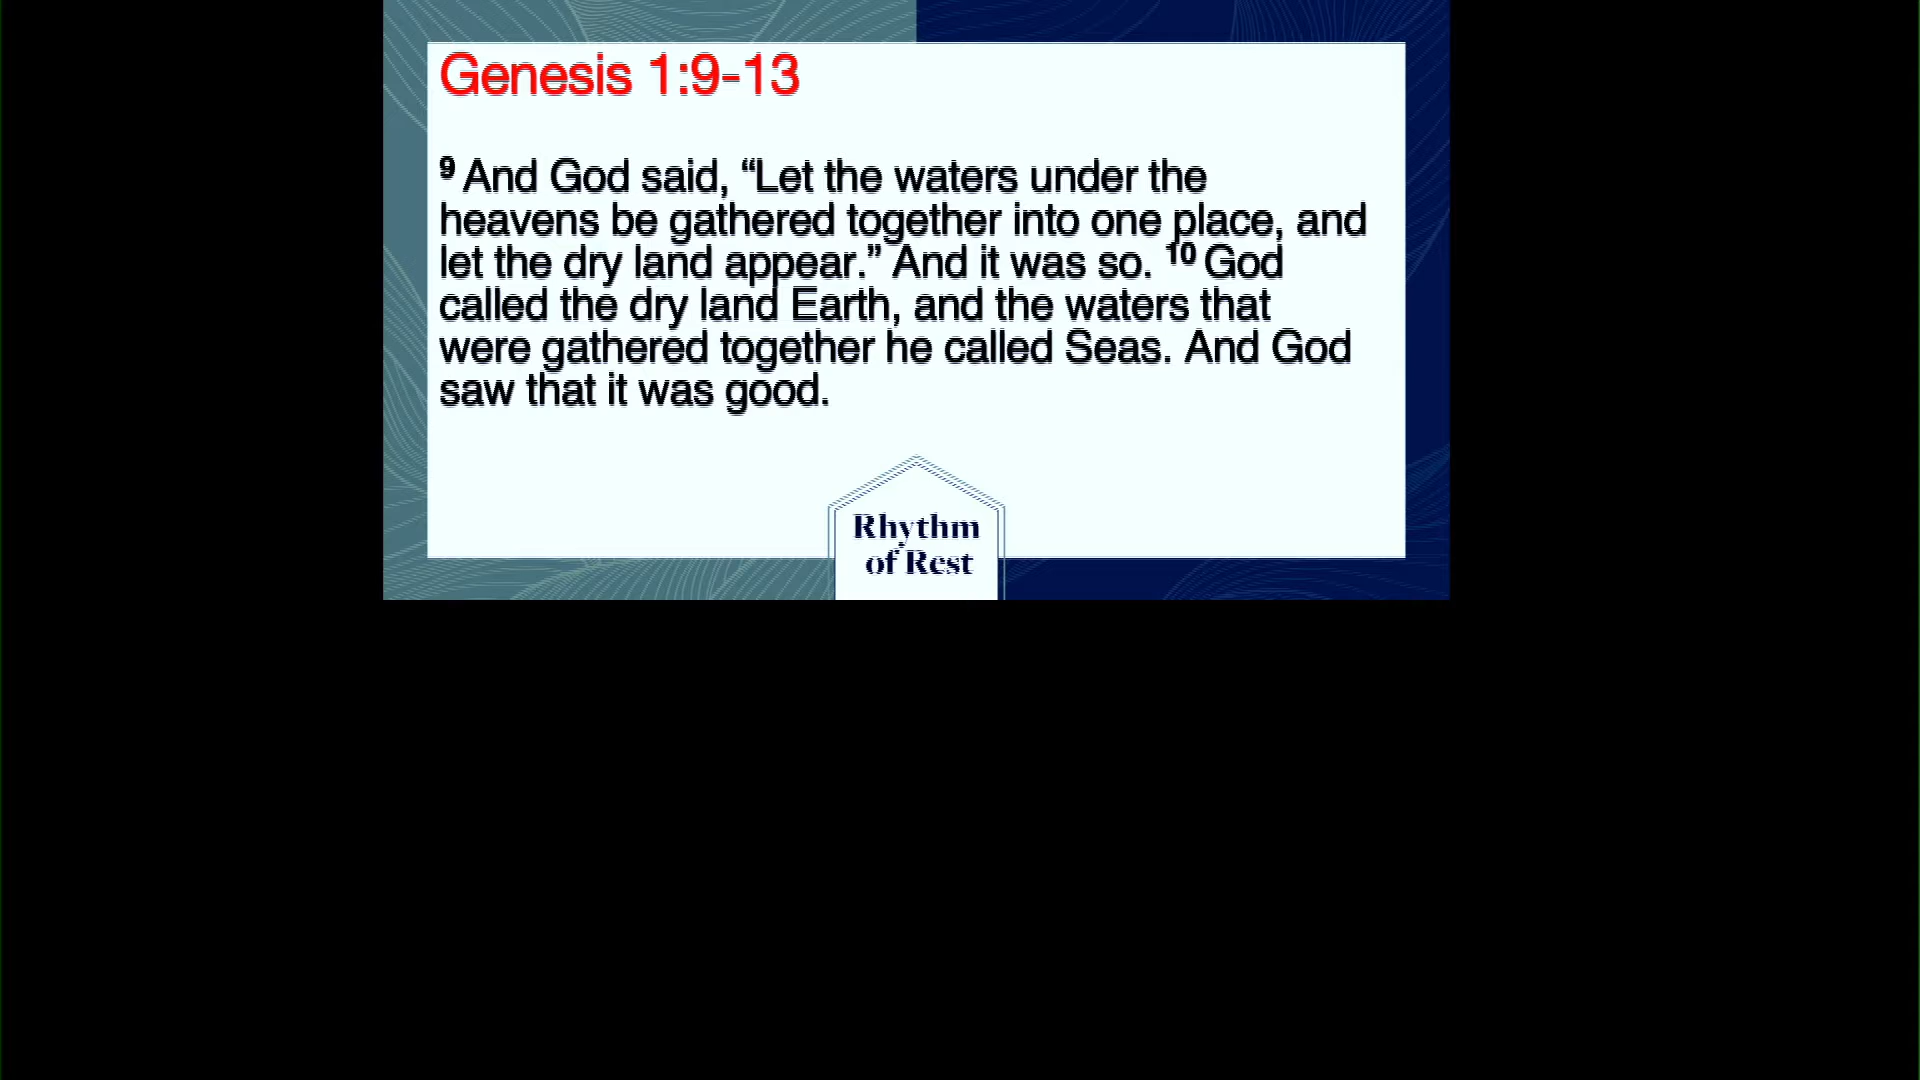 Genesis 1:9-13
⁹ And God said, “Let the waters under the
heavens be gathered together into one place, and
let the dry land appear.” And it was so. ¹⁰ God
called the dry land Earth, and the waters that
were gathered together he called Seas. And God
saw that it was good.
Rhythm
of Rest